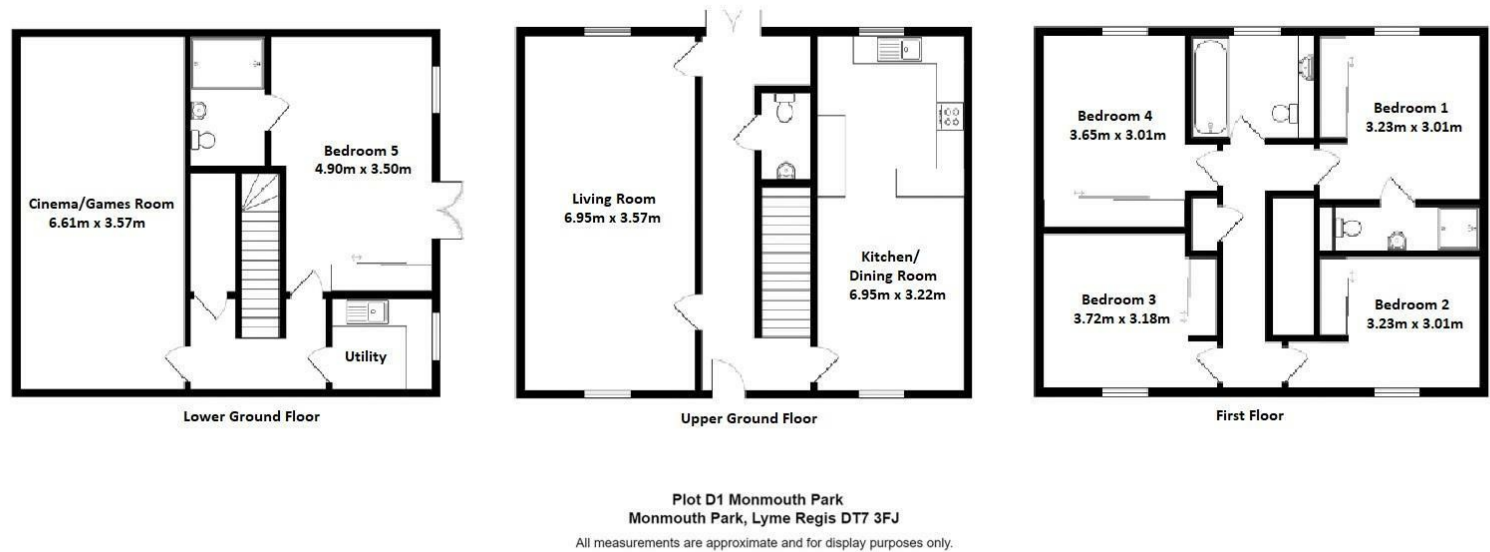 Cinema/Games Room
6.61m x 3.57m
Bedroom 5
4.90m x 3.50m
Utility
Lower Ground Floor
Living Room
6.95m x 3.57m
Kitchen/
Dining Room
6.95m x 3.22m
Upper Ground Floor
Bedroom 4
3.65m x 3.01m
Bedroom 1
3.23m x 3.01m
Bedroom 3
3.72m x 3.18m
Bedroom 2
3.23m x 3.01m
First Floor
Plot D1 Monmouth Park
Monmouth Park, Lyme Regis DT7 3FJ
All measurements are approximate and for display purposes only.